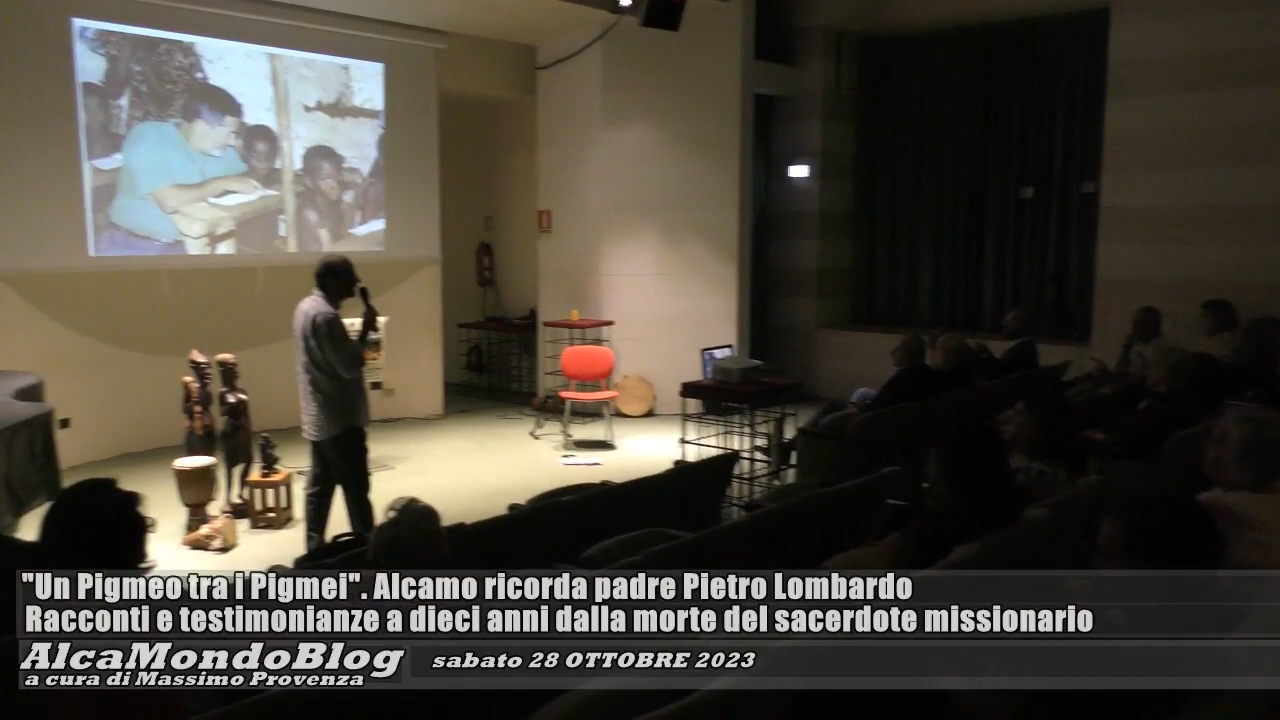 "Un Pigmeo tra i Pigmei". Alcamo ricorda padre Pietro Lombardo
Racconti e testimonianze a dieci anni dalla morte del sacerdote missionario
AlcaMondoBlog sabato 28 OTTOBRE 2023
a cura di Massimo Provenza